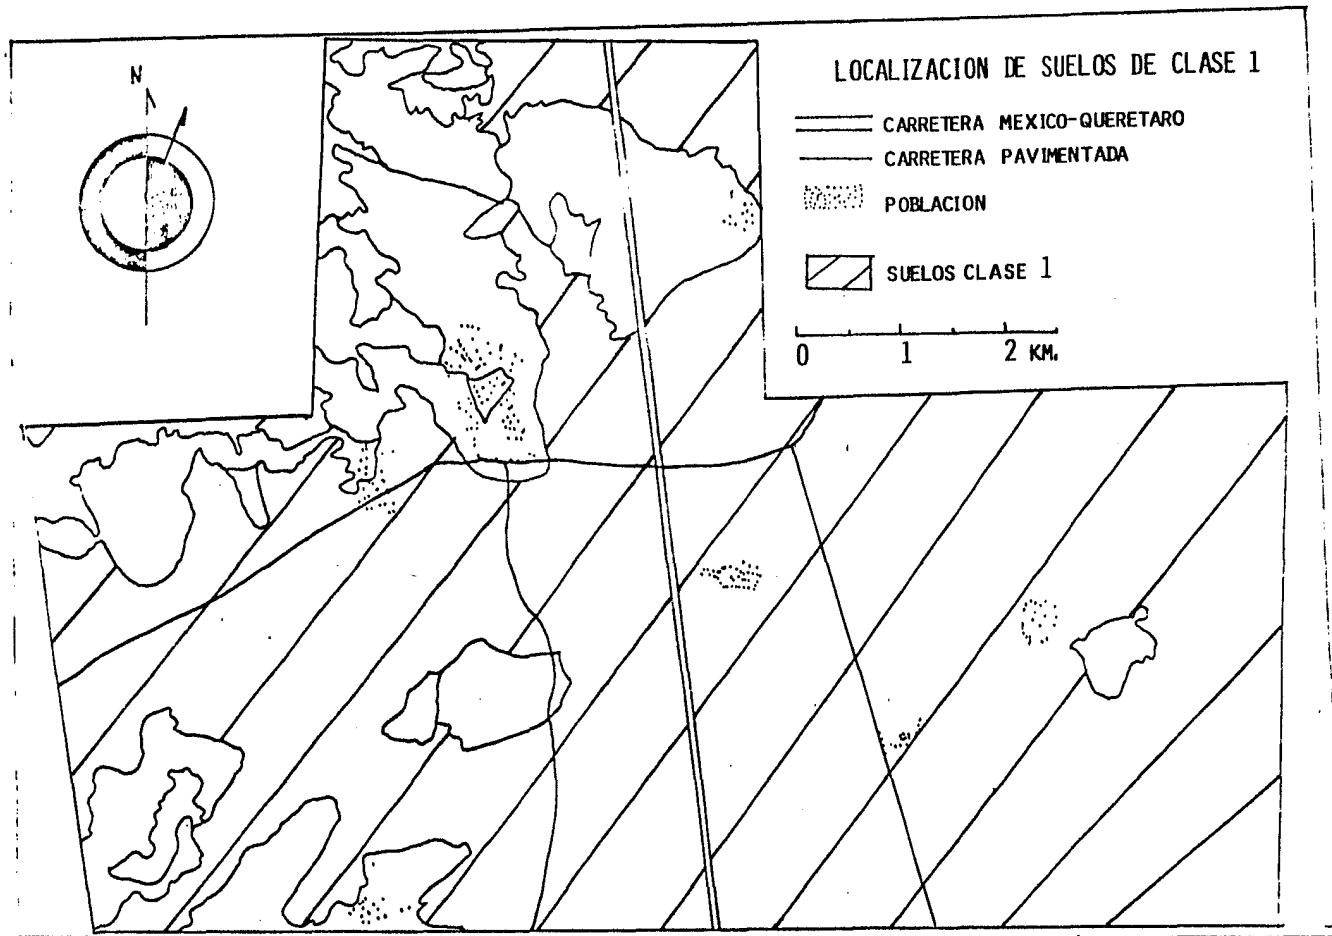 N
LOCALIZACION DE SUELOS DE CLASE 1
CARRETERA MEXICO-QUERETARO
CARRETERA PAVIMENTADA
POBLACION
SUELOS CLASE 1
0 1 2 KM.